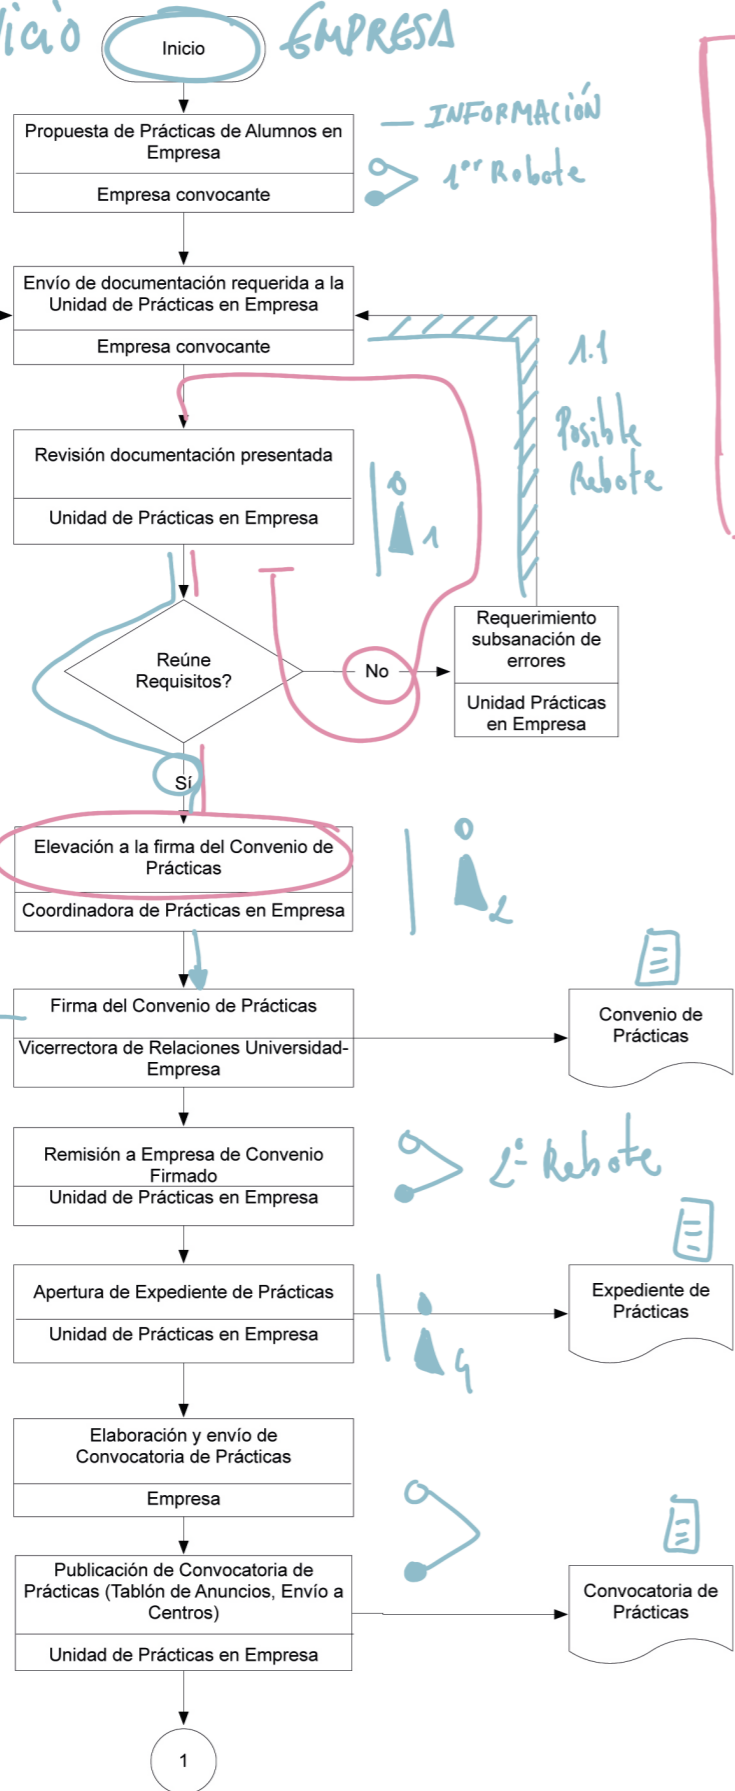 Inicio
EMPRESA
Propuesta de Prácticas de Alumnos en
Empresa
Empresa convocante
— INFORMACIÓN
1er Rebote
Envío de documentación requerida a la
Unidad de Prácticas en Empresa
Empresa convocante
1.1
Posible
Rebote
Revisión documentación presentada
Unidad de Prácticas en Empresa
1
Reúne
Requisitos?
No
Requerimiento
subsanación de
errores
Unidad Prácticas
en Empresa
Sí
Elevación a la firma del Convenio de
Prácticas
Coordinadora de Prácticas en Empresa
2
Firma del Convenio de Prácticas
Vicerrectora de Relaciones Universidad-
Empresa
Convenio de
Prácticas
Remisión a Empresa de Convenio
Firmado
Unidad de Prácticas en Empresa
2º Rebote
Apertura de Expediente de Prácticas
Unidad de Prácticas en Empresa
4
Expediente de
Prácticas
Elaboración y envío de
Convocatoria de Prácticas
Empresa
Publicación de Convocatoria de
Prácticas (Tablón de Anuncios, Envío a
Centros)
Unidad de Prácticas en Empresa
Convocatoria de
Prácticas
1